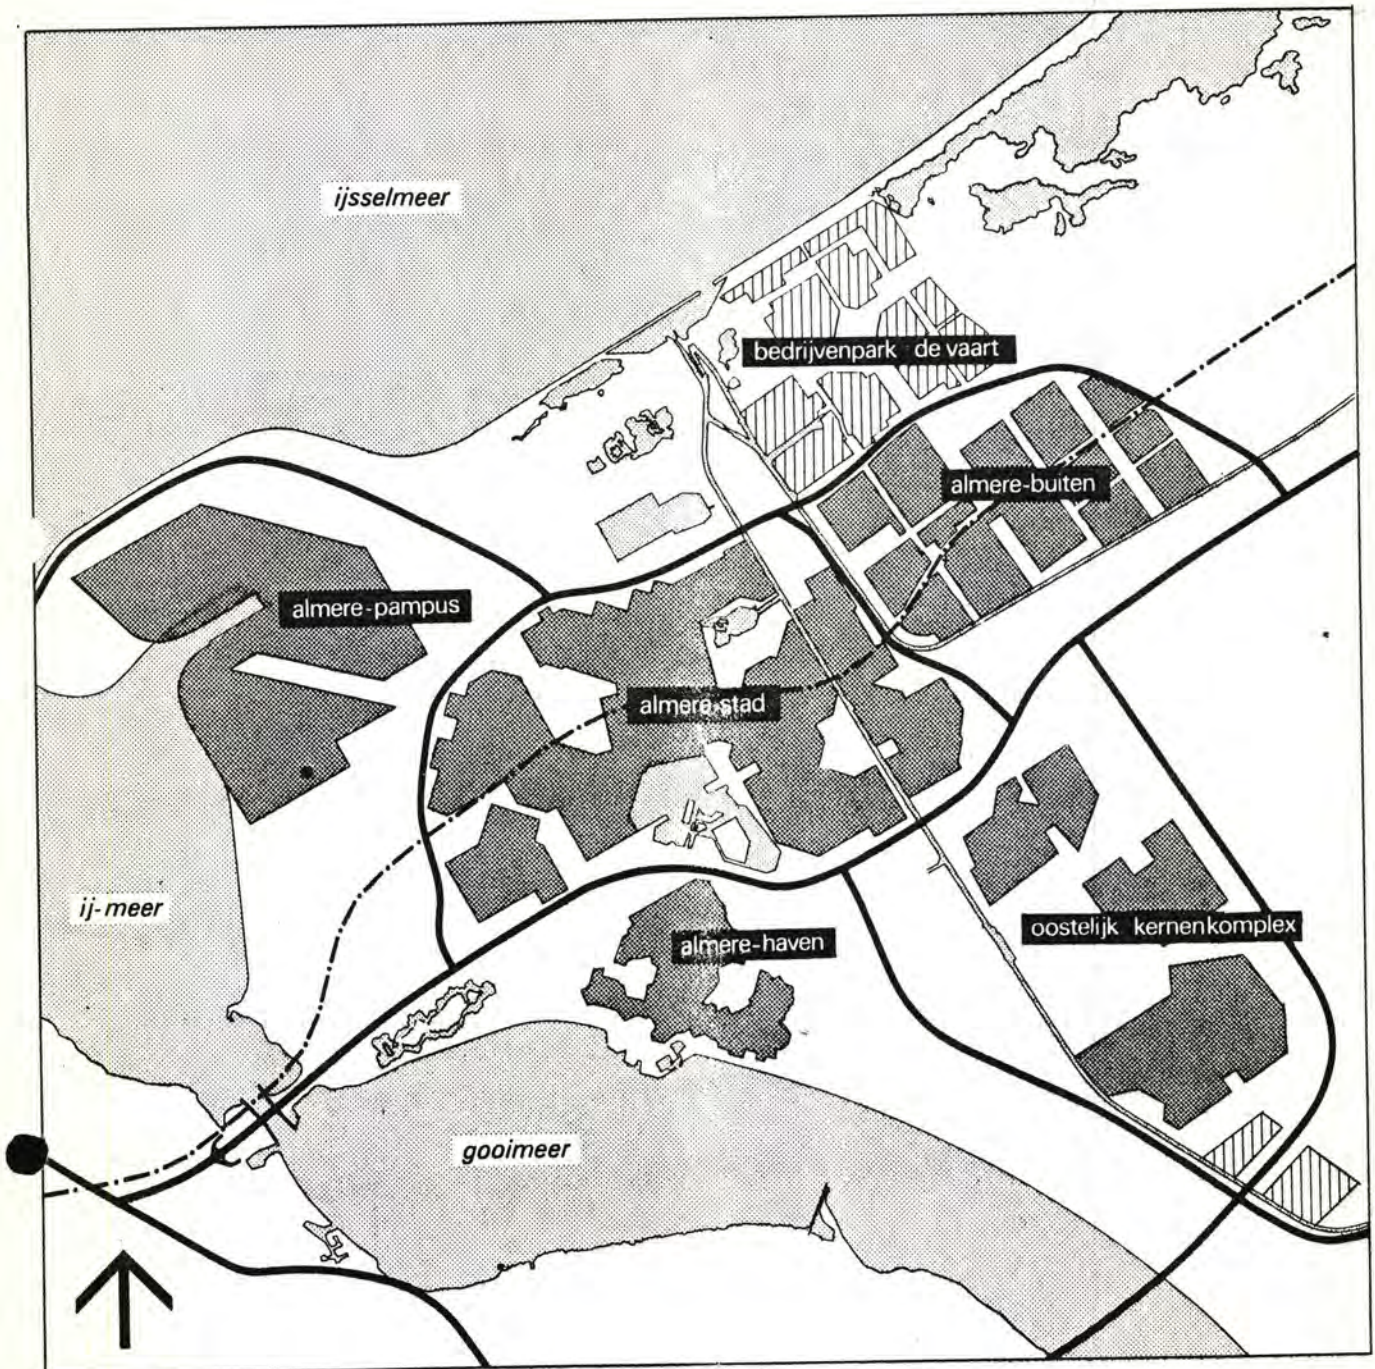 ijsselmeer
bedrijvenpark de vaart
almere-buiten
almere-pampus
almere-stad
ij-meer
almere-haven
oostelijk kernenkomplex
gooimeer